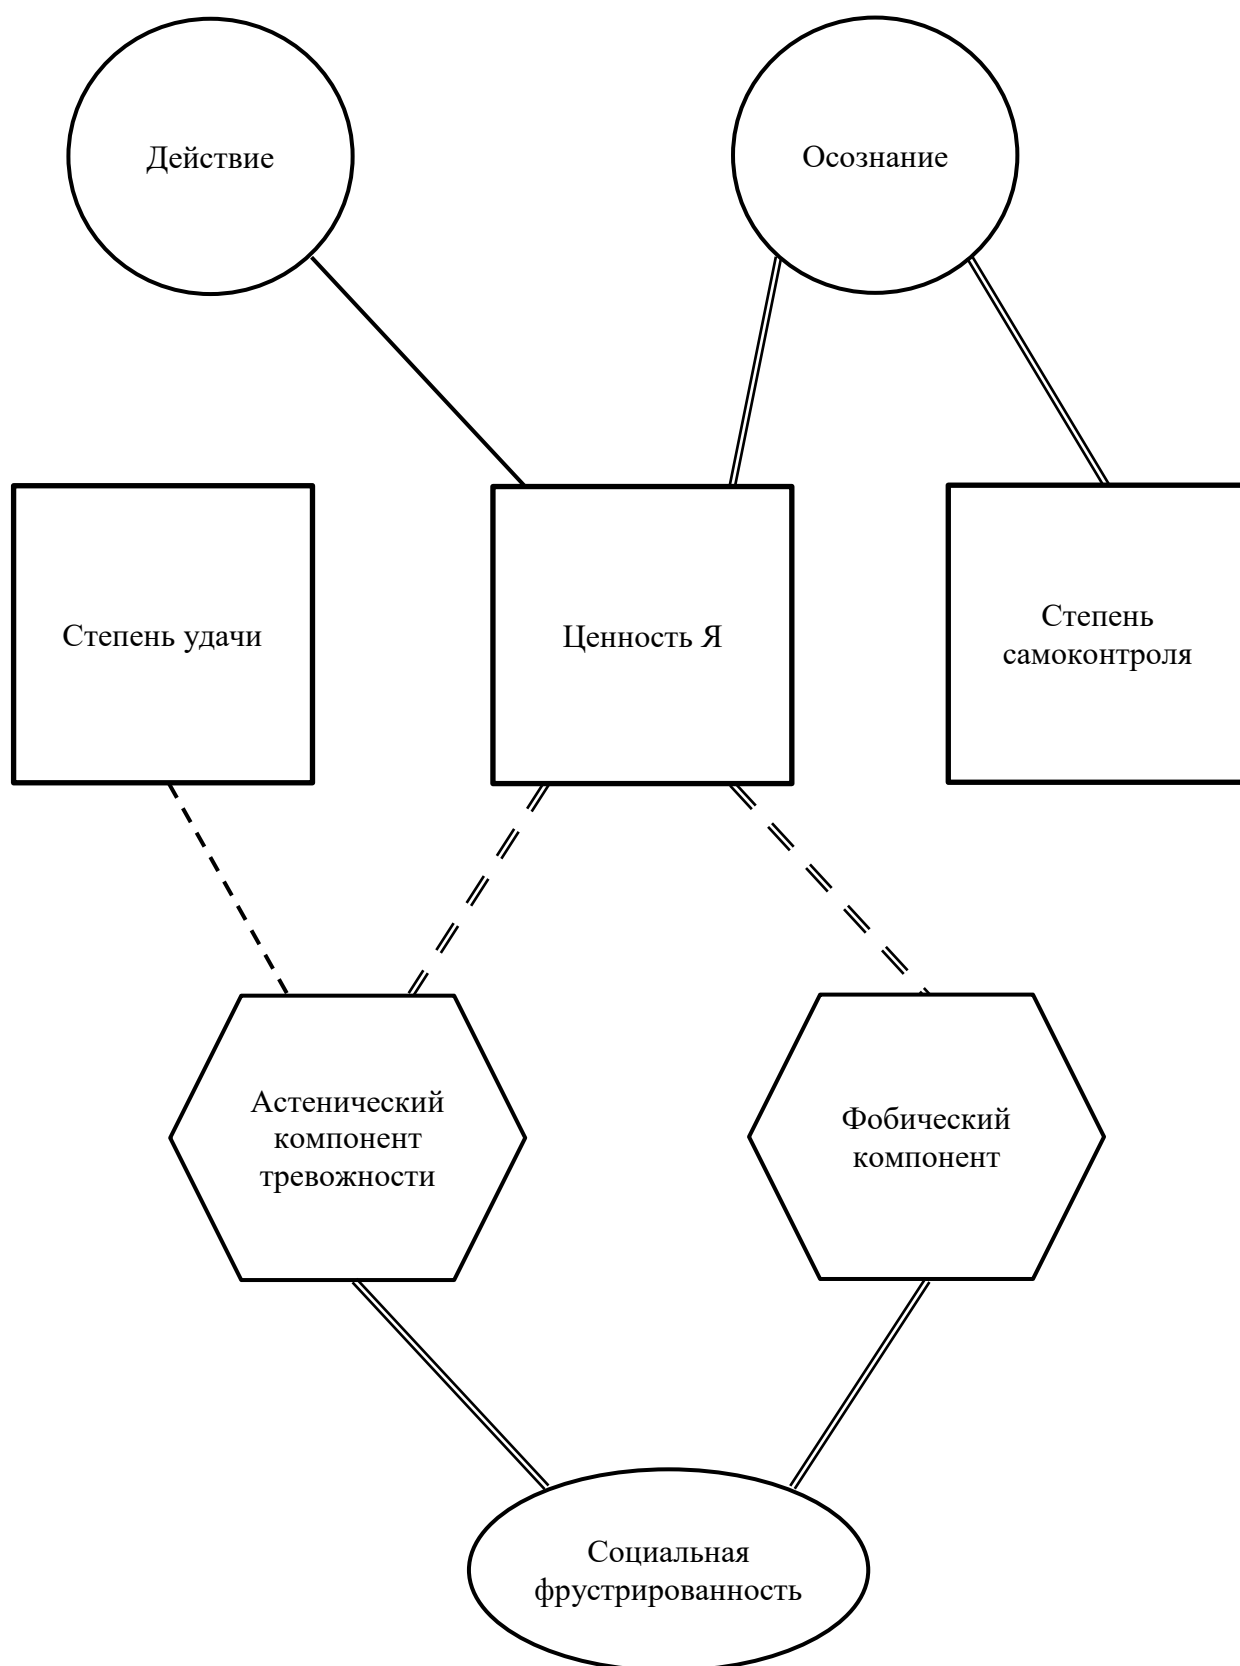 Действие
Осознание
Степень удачи
Ценность Я
Степень
самоконтроля
Астенический
компонент
тревожности
Фобический
компонент
Социальная
фрустрированность